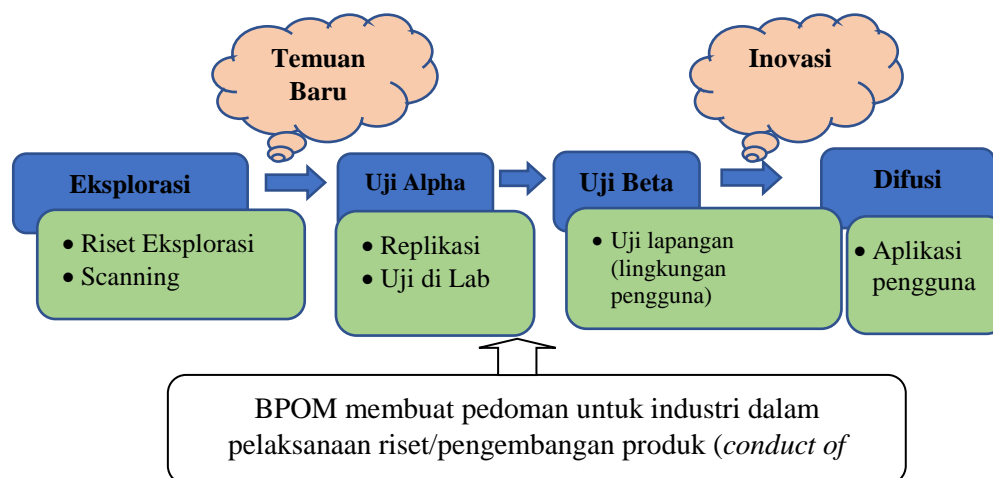 Temuan
Baru
Inovasi
Eksplorasi
• Riset Eksplorasi
• Scanning
Uji Alpha
• Replikasi
• Uji di Lab
Uji Beta
• Uji lapangan
(lingkungan
pengguna)
Difusi
• Aplikasi
pengguna
BPOM membuat pedoman untuk industri dalam
pelaksanaan riset/pengembangan produk (conduct of